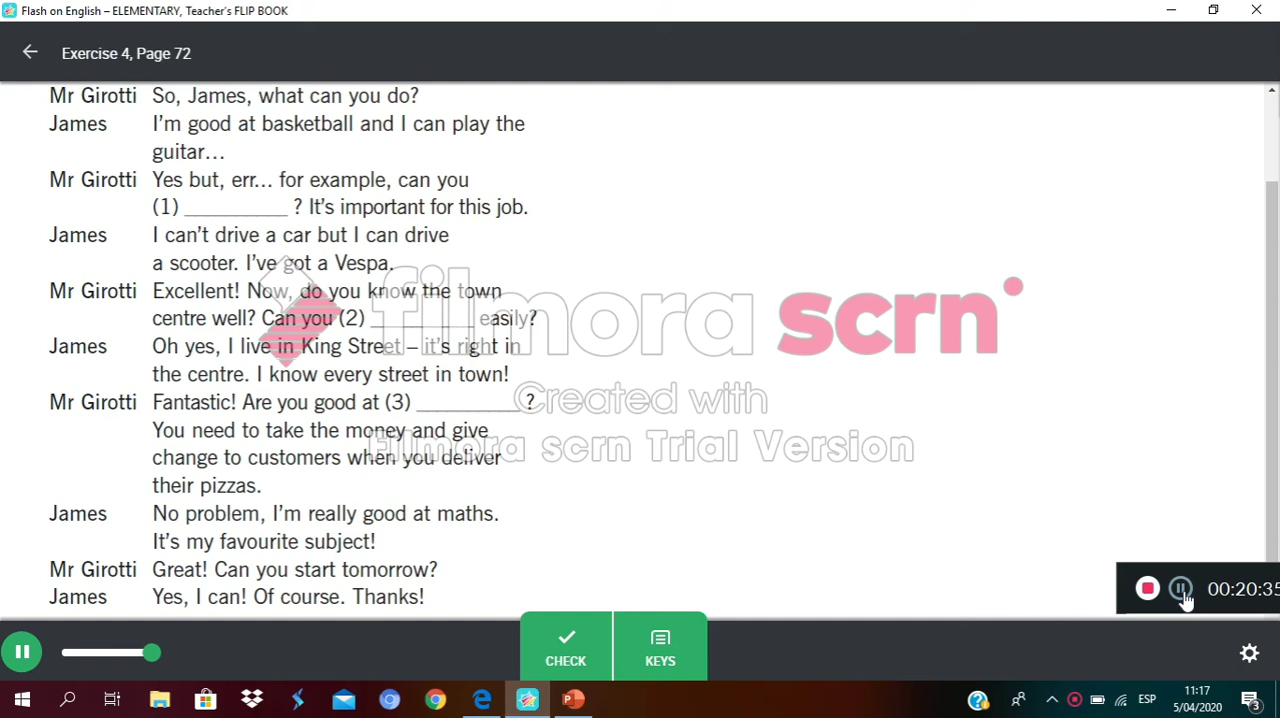 Flash on English – ELEMENTARY, Teacher's FLIP BOOK
Exercise 4, Page 72
Mr Girotti So, James, what can you do?
James I'm good at basketball and I can play the
guitar…
Mr Girotti Yes but, err… for example, can you
(1) __________ ? It's important for this job.
James I can't drive a car but I can drive
a scooter. I've got a Vespa.
Mr Girotti Excellent! Now, do you know the town
centre well? Can you (2) __________ easily?
James Oh yes, I live in King Street – it's right in
the centre. I know every street in town!
Mr Girotti Fantastic! Are you good at (3) __________ ?
You need to take the money and give
change to customers when you deliver
their pizzas.
James No problem, I'm really good at maths.
It's my favourite subject!
Mr Girotti Great! Can you start tomorrow?
James Yes, I can! Of course. Thanks!
filmora scrn
Created with
Filmora scrn Trial Version
00:20:35
CHECK
KEYS
ESP
11:17
5/04/2020
3